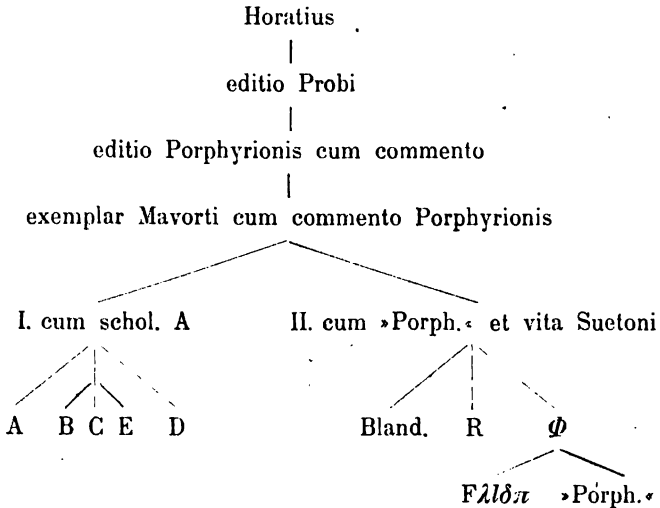 Horatius
editio Probi
editio Porphyrionis cum commento
exemplar Mavorti cum commento Porphyrionis
I. cum schol. A II. cum »Porph.« et vita Suetoni
A B C E D Bland. R Φ
Fλlδπ »Porph.«